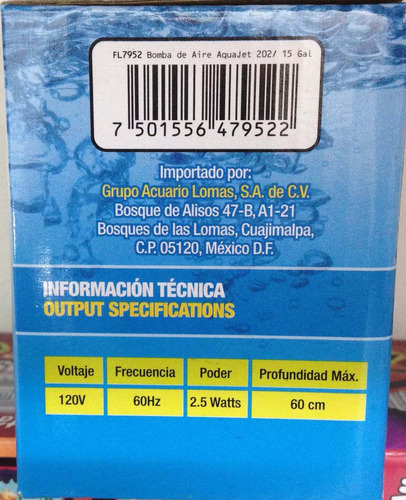 FL7952 Bomba de Aire AquaJet 202/ 15 Gal
7 501556 479522
Importado por:
Grupo Acuario Lomas, S.A. de C.V.
Bosque de Alisos 47-B, A1-21
Bosques de las Lomas, Cuajimalpa,
C.P. 05120, México D.F.
INFORMACIÓN TÉCNICA
OUTPUT SPECIFICATIONS
Voltaje Frecuencia Poder Profundidad Máx.
120V 60Hz 2.5 Watts 60 cm